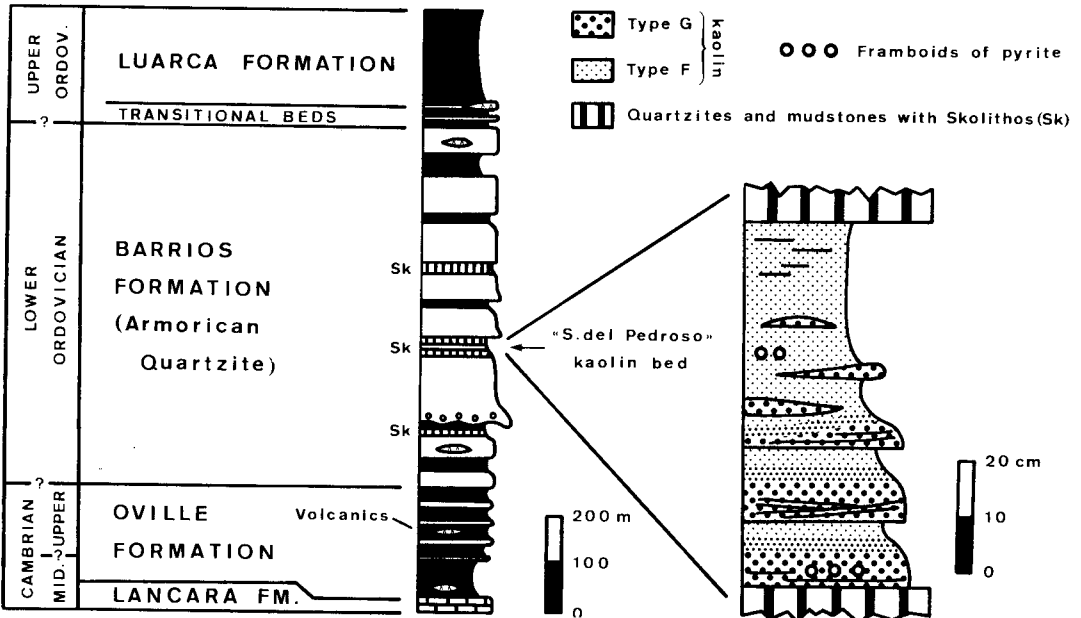 UPPER
ORDOV.
LUARCA FORMATION
TRANSITIONAL BEDS
?
LOWER
ORDOVICIAN
BARRIOS
FORMATION
(Armorican
Quartzite)
?
CAMBRIAN
MID.-?-UPPER
OVILLE
FORMATION
LANCARA FM.
Volcanics
Sk
Sk
Sk
«S.del Pedroso»
kaolin bed
200 m
100
0
Type G
Type F
kaolin
Framboids of pyrite
Quartzites and mudstones with Skolithos(Sk)
20 cm
10
0